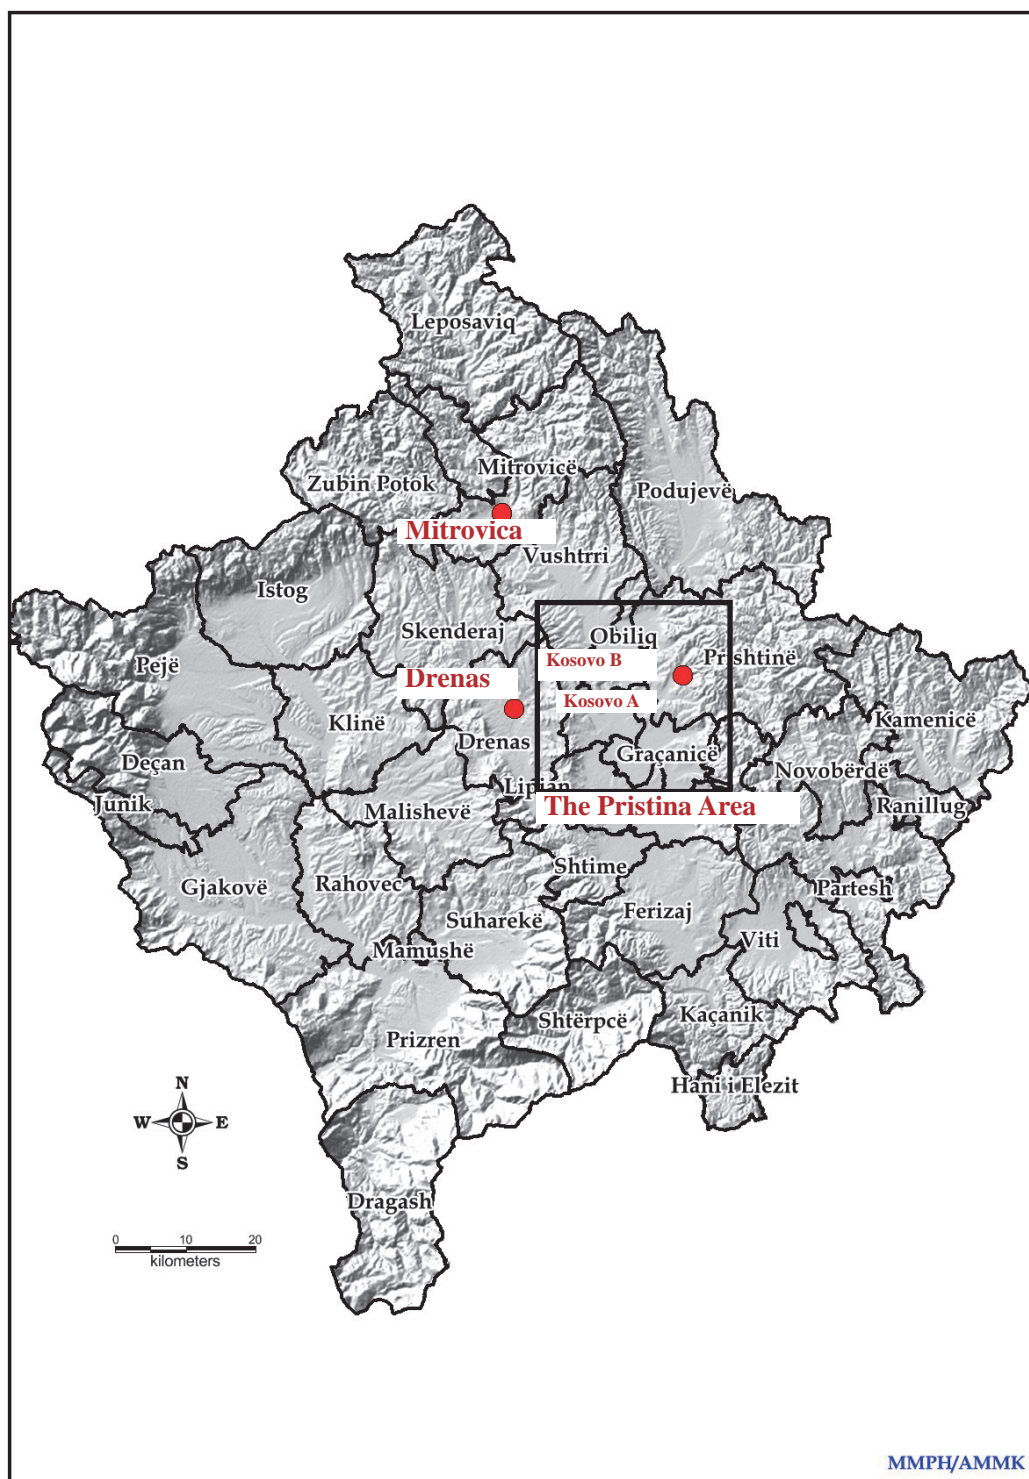 Leposaviq
Mitrovicë
Zubin Potok
Podujevë
Mitrovica
Vushtrri
Istog
Skenderaj
Obiliq
Prishtinë
Kosovo B
Pejë
Drenas
Kosovo A
Klinë
Kamenicë
Drenas
Graçanicë
Deçan
Novobërdë
Lipjan
Junik
Malishevë
The Pristina Area
Ranillug
Shtime
Gjakovë
Rahovec
Partesh
Suharekë
Ferizaj
Viti
Mamushë
Shtërpcë
Kaçanik
Prizren
Hani i Elezit
N
W E
S
Dragash
0 10 20
kilometers
MMPH/AMMK